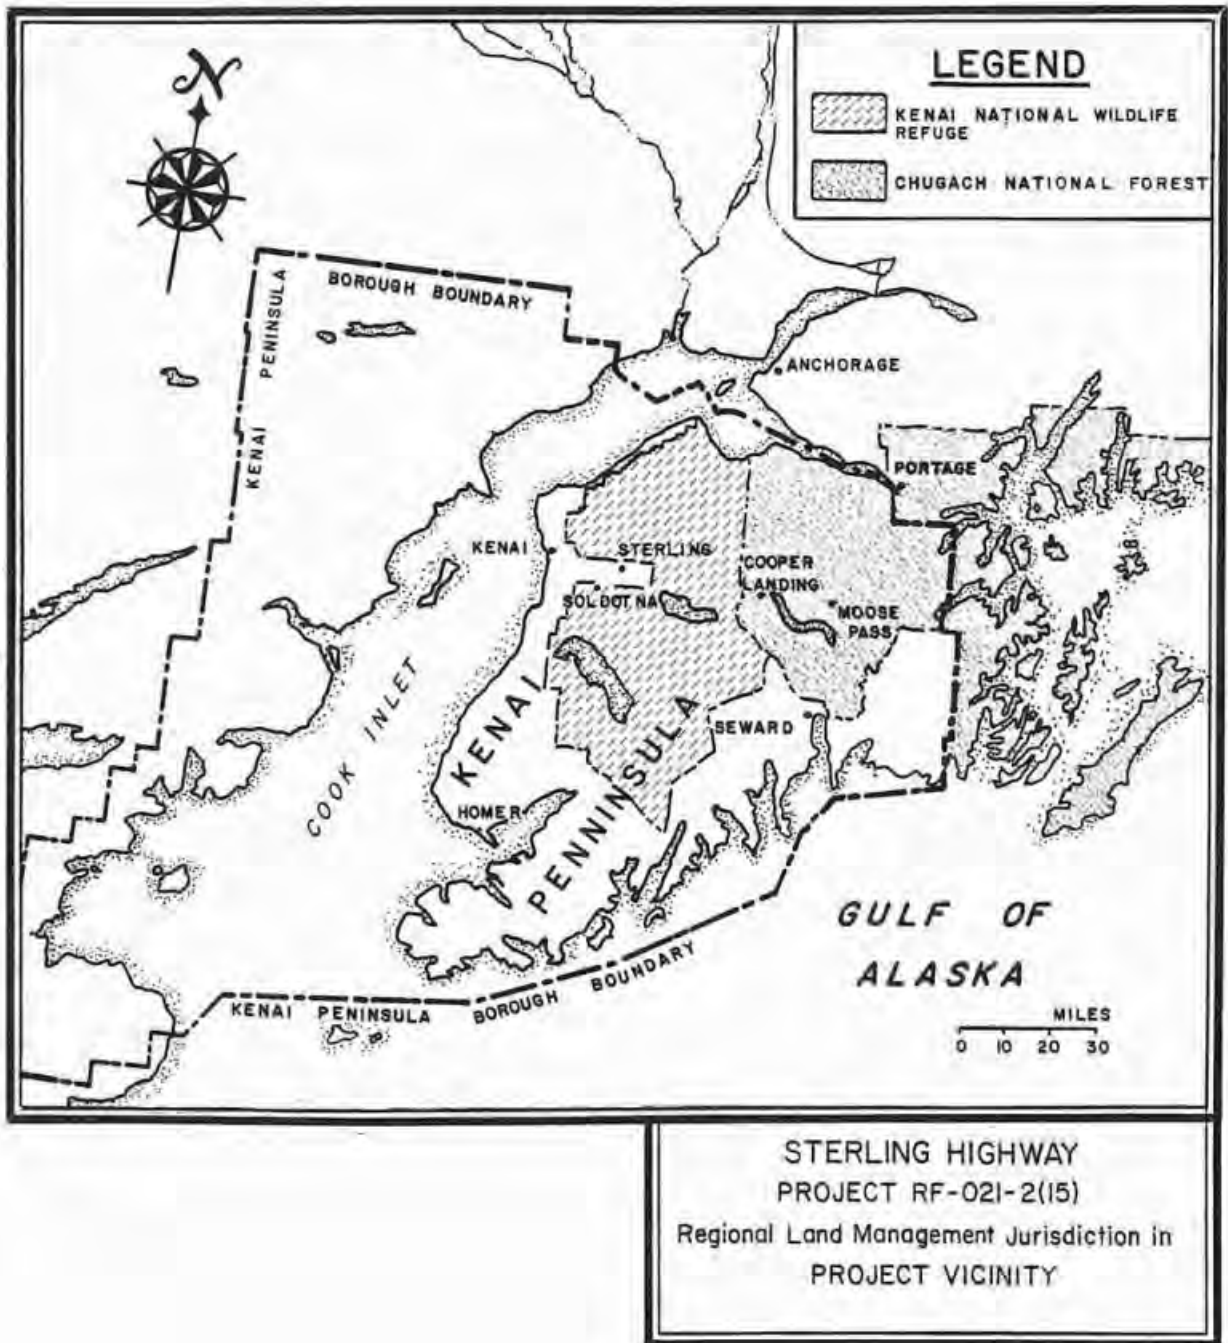 N
LEGEND
KENAI NATIONAL WILDLIFE
REFUGE
CHUGACH NATIONAL FOREST
BOROUGH BOUNDARY
KENAI PENINSULA
ANCHORAGE
PORTAGE
KENAI
STERLING
COOPER
LANDING
SOLDOTNA
MOOSE
PASS
COOK INLET
KENAI
PENNINSULA
SEWARD
HOMER
GULF OF
ALASKA
KENAI PENINSULA BOROUGH BOUNDARY
MILES
0 10 20 30
STERLING HIGHWAY
PROJECT RF-021-2(15)
Regional Land Management Jurisdiction in
PROJECT VICINITY